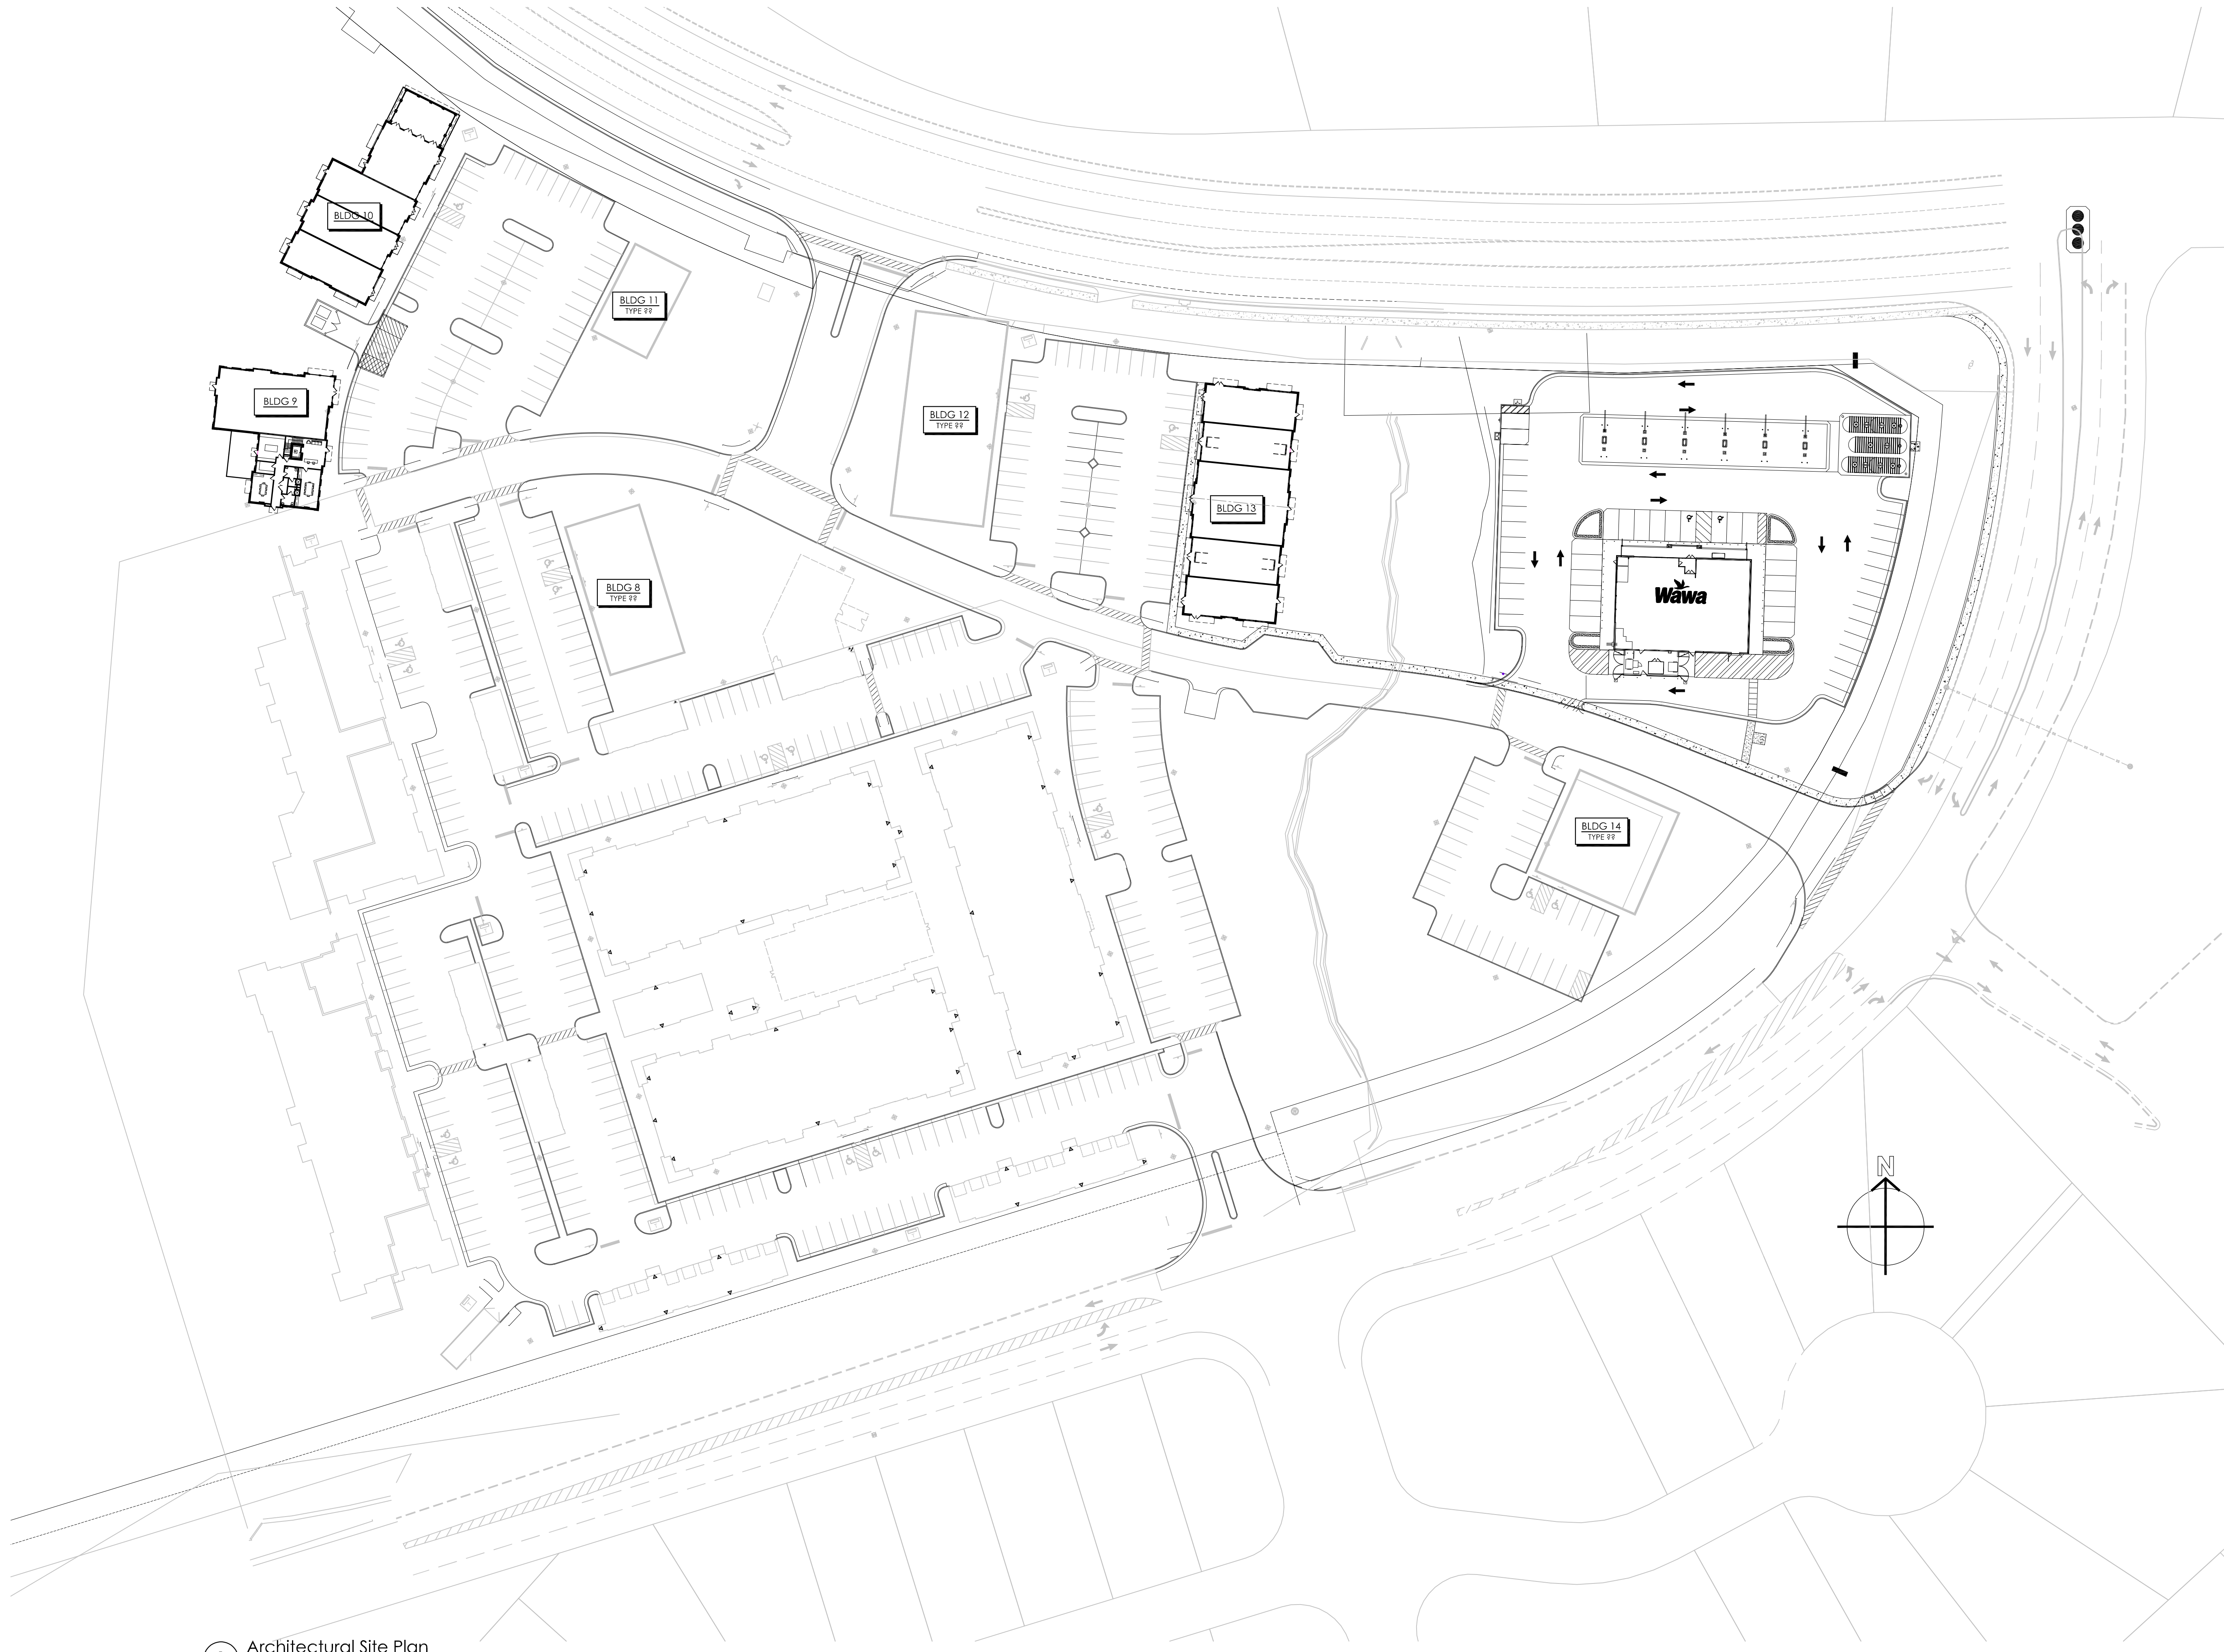 BLDG 10
BLDG 11
TYPE ??
BLDG 9
BLDG 12
TYPE ??
BLDG 13
BLDG 8
TYPE ??
Wawa
BLDG 14
TYPE ??
N
Architectural Site Plan